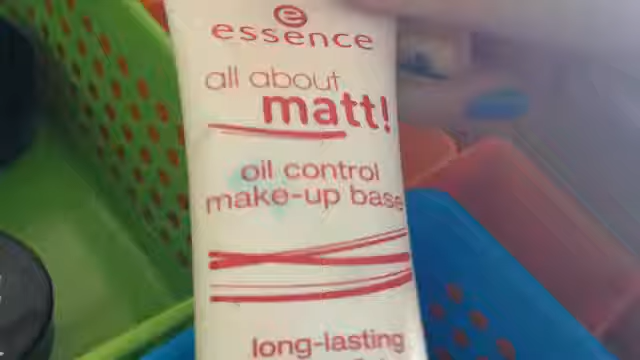 essence
all about
matt!
oil control
make-up base
long-lasting